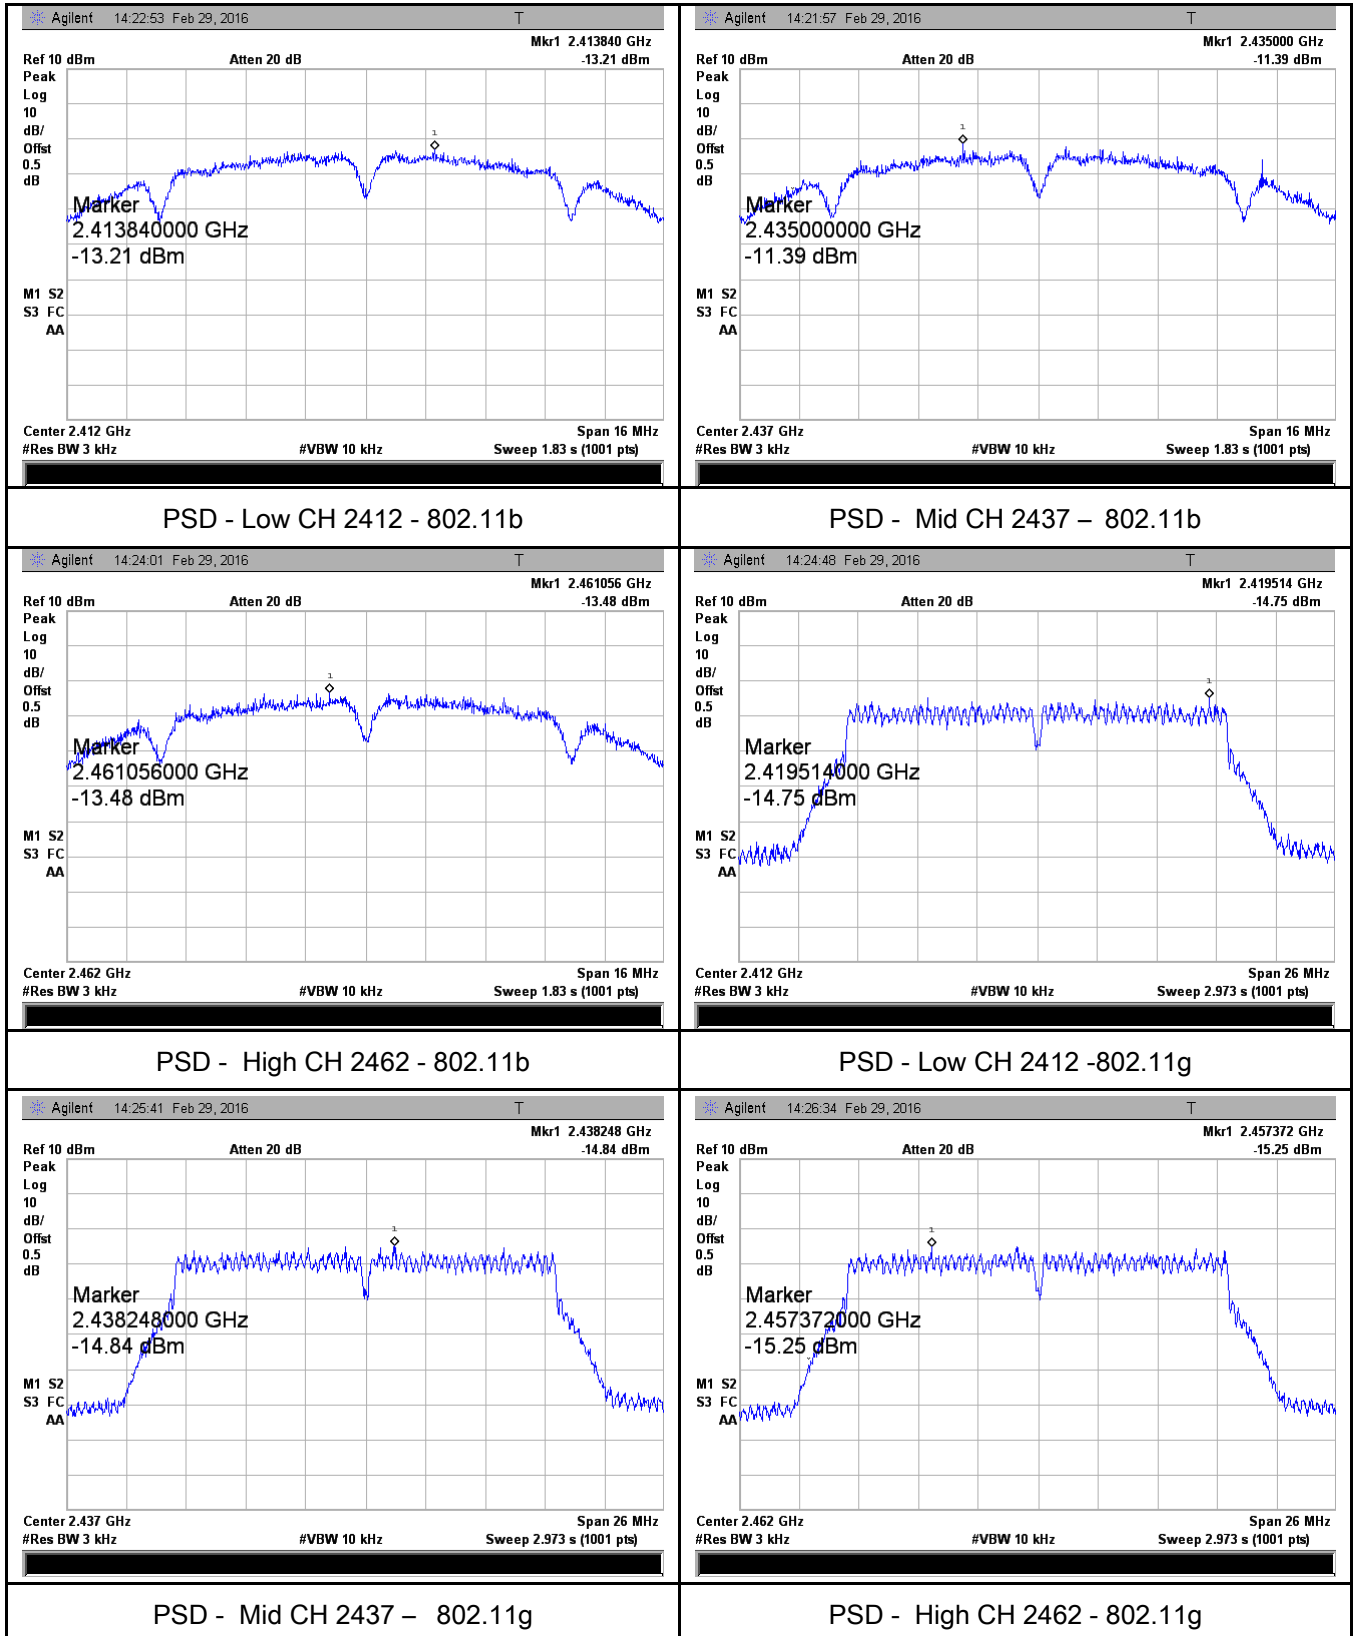 Agilent 14:22:53 Feb 29, 2016 T
Mkr1 2.413840 GHz
Ref 10 dBm Atten 20 dB -13.21 dBm
Peak
Log
10
dB/
Offst
0.5
dB
1
Marker
2.413840000 GHz
-13.21 dBm
M1 S2
S3 FC
AA
Center 2.412 GHz Span 16 MHz
#Res BW 3 kHz #VBW 10 kHz Sweep 1.83 s (1001 pts)
PSD - Low CH 2412 - 802.11b
Agilent 14:21:57 Feb 29, 2016 T
Mkr1 2.435000 GHz
Ref 10 dBm Atten 20 dB -11.39 dBm
Peak
Log
10
dB/
Offst
0.5
dB
1
Marker
2.435000000 GHz
-11.39 dBm
M1 S2
S3 FC
AA
Center 2.437 GHz Span 16 MHz
#Res BW 3 kHz #VBW 10 kHz Sweep 1.83 s (1001 pts)
PSD - Mid CH 2437 – 802.11b
Agilent 14:24:01 Feb 29, 2016 T
Mkr1 2.461056 GHz
Ref 10 dBm Atten 20 dB -13.48 dBm
Peak
Log
10
dB/
Offst
0.5
dB
1
Marker
2.461056000 GHz
-13.48 dBm
M1 S2
S3 FC
AA
Center 2.462 GHz Span 16 MHz
#Res BW 3 kHz #VBW 10 kHz Sweep 1.83 s (1001 pts)
PSD - High CH 2462 - 802.11b
Agilent 14:24:48 Feb 29, 2016 T
Mkr1 2.419514 GHz
Ref 10 dBm Atten 20 dB -14.75 dBm
Peak
Log
10
dB/
Offst
0.5
dB
1
Marker
2.419514000 GHz
-14.75 dBm
M1 S2
S3 FC
AA
Center 2.412 GHz Span 26 MHz
#Res BW 3 kHz #VBW 10 kHz Sweep 2.973 s (1001 pts)
PSD - Low CH 2412 -802.11g
Agilent 14:25:41 Feb 29, 2016 T
Mkr1 2.438248 GHz
Ref 10 dBm Atten 20 dB -14.84 dBm
Peak
Log
10
dB/
Offst
0.5
dB
1
Marker
2.438248000 GHz
-14.84 dBm
M1 S2
S3 FC
AA
Center 2.437 GHz Span 26 MHz
#Res BW 3 kHz #VBW 10 kHz Sweep 2.973 s (1001 pts)
PSD - Mid CH 2437 – 802.11g
Agilent 14:26:34 Feb 29, 2016 T
Mkr1 2.457372 GHz
Ref 10 dBm Atten 20 dB -15.25 dBm
Peak
Log
10
dB/
Offst
0.5
dB
1
Marker
2.457372000 GHz
-15.25 dBm
M1 S2
S3 FC
AA
Center 2.462 GHz Span 26 MHz
#Res BW 3 kHz #VBW 10 kHz Sweep 2.973 s (1001 pts)
PSD - High CH 2462 - 802.11g